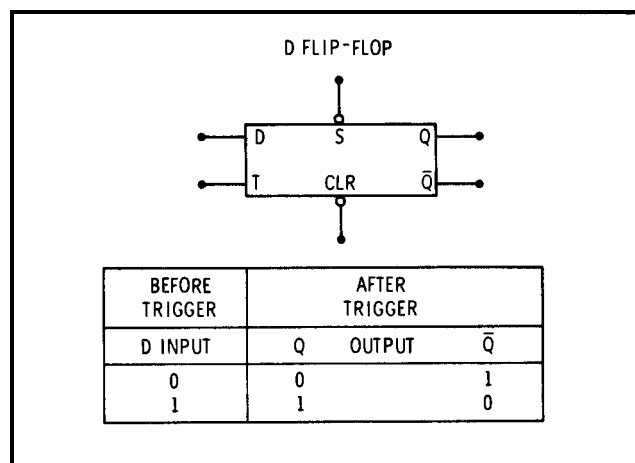 D FLIP-FLOP
D S Q
T CLR Q̅
BEFORE TRIGGER AFTER TRIGGER
D INPUT Q OUTPUT Q̅
0 0 1
1 1 0